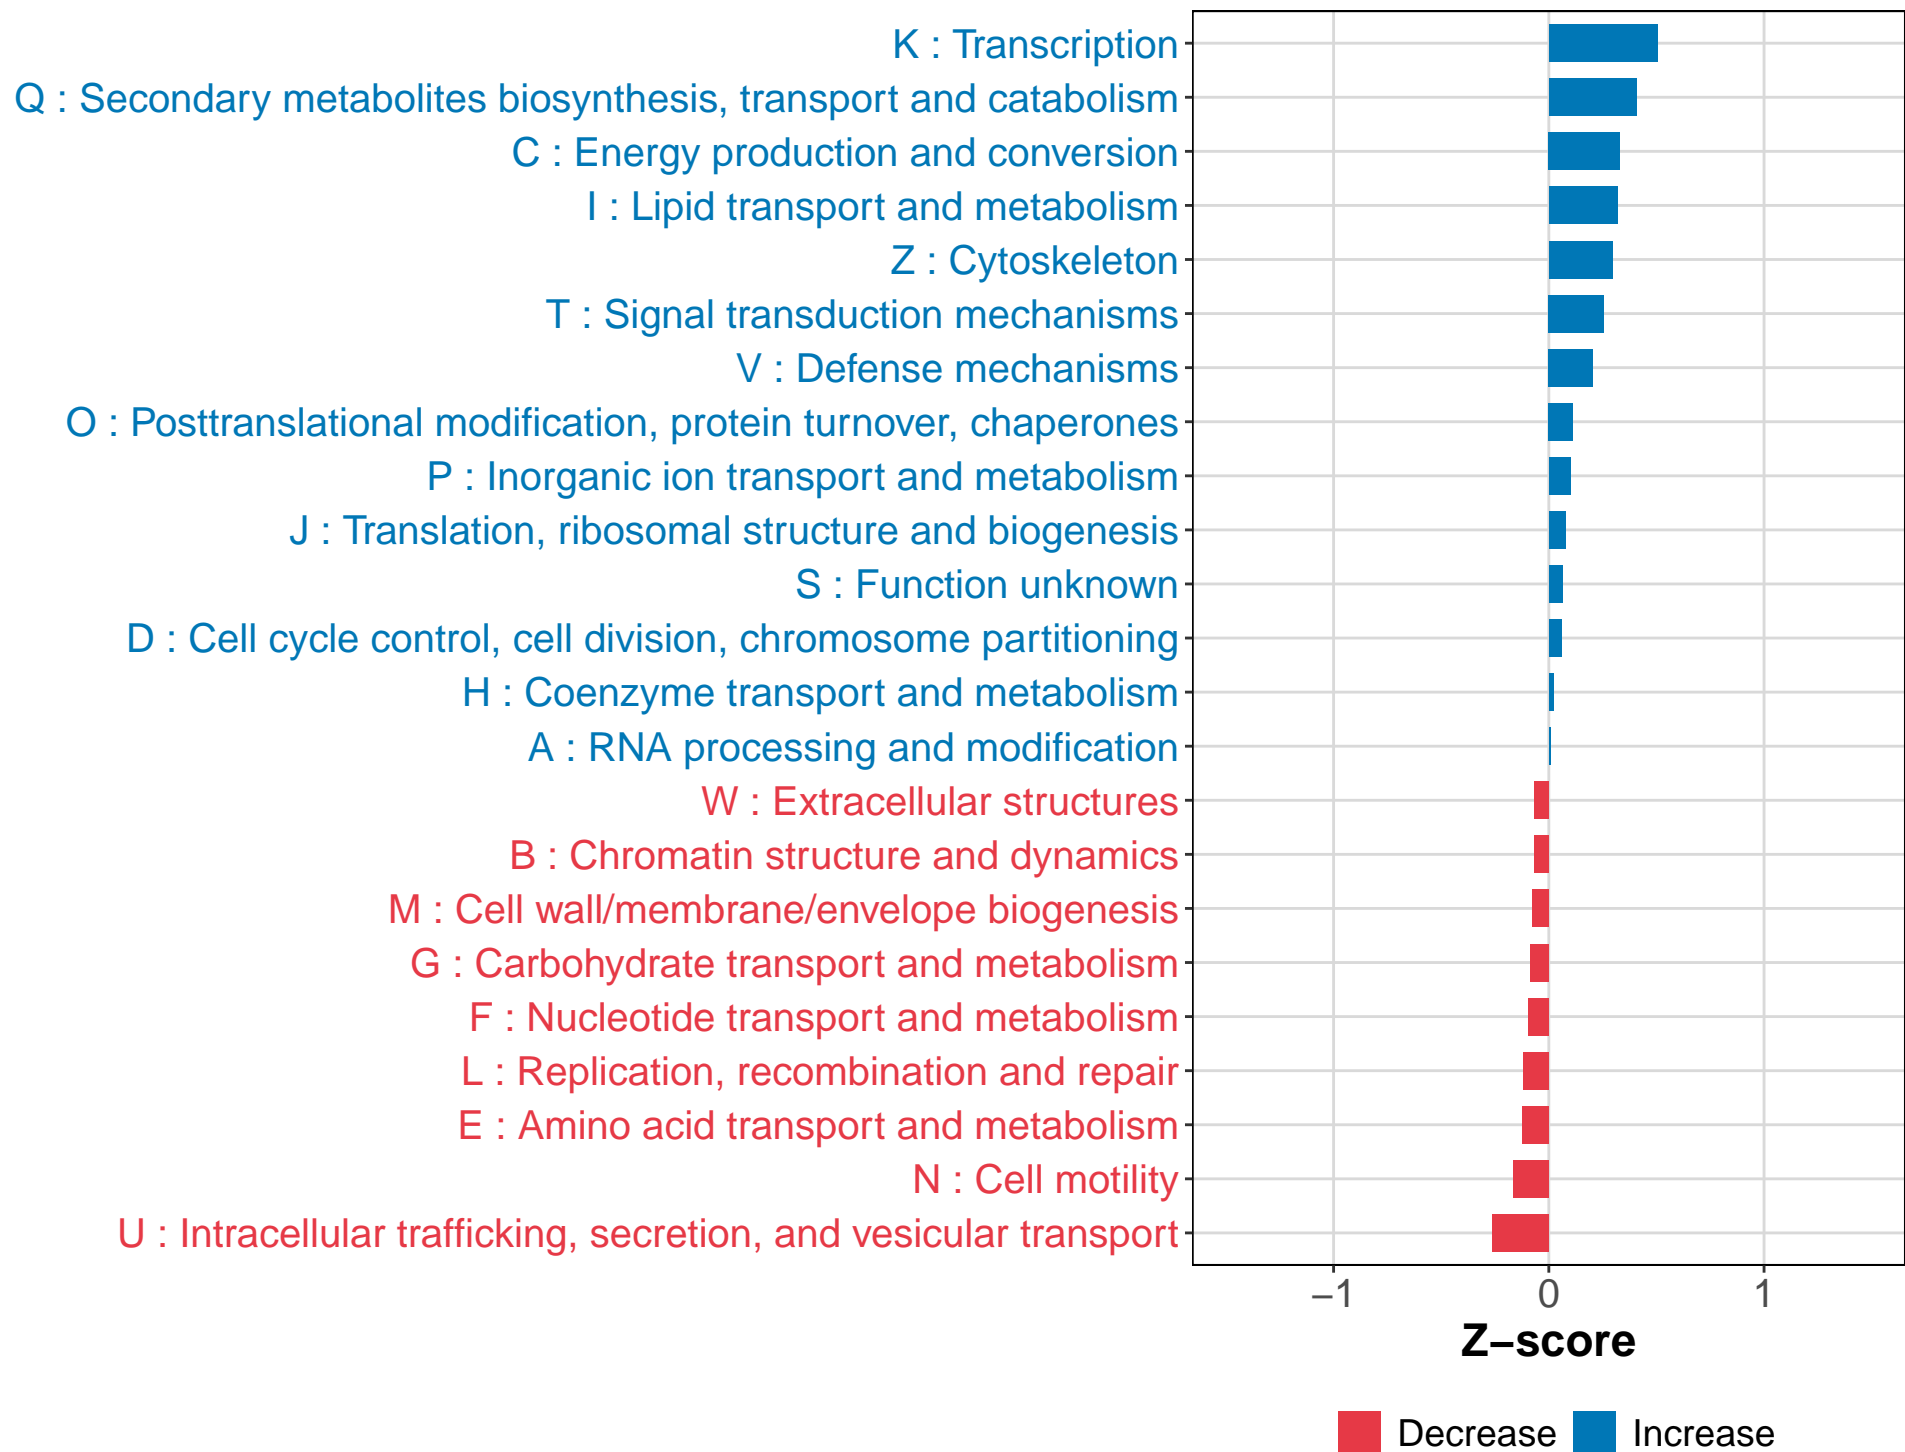 K : Transcription
Q : Secondary metabolites biosynthesis, transport and catabolism
C : Energy production and conversion
I : Lipid transport and metabolism
Z : Cytoskeleton
T : Signal transduction mechanisms
V : Defense mechanisms
O : Posttranslational modification, protein turnover, chaperones
P : Inorganic ion transport and metabolism
J : Translation, ribosomal structure and biogenesis
S : Function unknown
D : Cell cycle control, cell division, chromosome partitioning
H : Coenzyme transport and metabolism
A : RNA processing and modification
W : Extracellular structures
B : Chromatin structure and dynamics
M : Cell wall/membrane/envelope biogenesis
G : Carbohydrate transport and metabolism
F : Nucleotide transport and metabolism
L : Replication, recombination and repair
E : Amino acid transport and metabolism
N : Cell motility
U : Intracellular trafficking, secretion, and vesicular transport
−1 0 1
Z−score
Decrease Increase